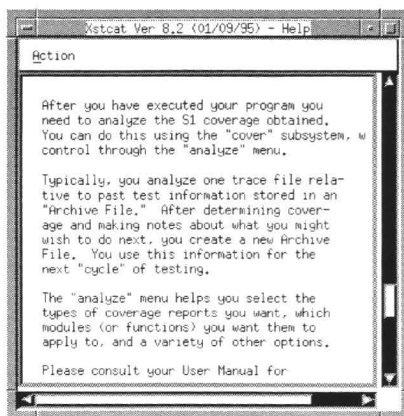 Xstcat Ver 8.2 (01/09/95) - Help
Action
After you have executed your program you
need to analyze the S1 coverage obtained.
You can do this using the "cover" subsystem, w
control through the "analyze" menu.
Typically, you analyze one trace file rela-
tive to past test information stored in an
"Archive File." After determining cover-
age and making notes about what you might
wish to do next, you create a new Archive
File. You use this information for the
next "cycle" of testing.
The "analyze" menu helps you select the
types of coverage reports you want, which
modules (or functions) you want them to
apply to, and a variety of other options.
Please consult your User Manual for